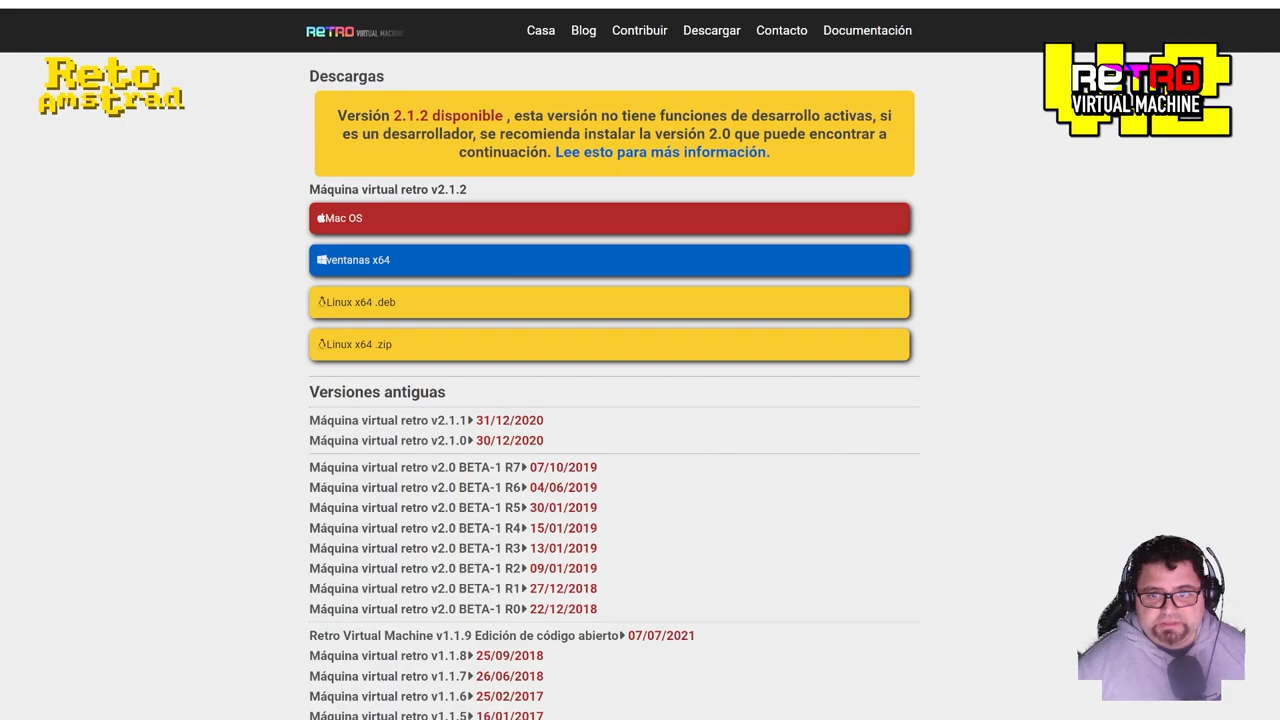 RETRO VIRTUAL MACHINE
Casa Blog Contribuir Descargar Contacto Documentación
Reto
Amstrad
RETRO
VIRTUAL MACHINE
Descargas
Versión 2.1.2 disponible , esta versión no tiene funciones de desarrollo activas, si
es un desarrollador, se recomienda instalar la versión 2.0 que puede encontrar a
continuación. Lee esto para más información.
Máquina virtual retro v2.1.2
Mac OS
ventanas x64
Linux x64 .deb
Linux x64 .zip
Versiones antiguas
Máquina virtual retro v2.1.1 31/12/2020
Máquina virtual retro v2.1.0 30/12/2020
Máquina virtual retro v2.0 BETA-1 R7 07/10/2019
Máquina virtual retro v2.0 BETA-1 R6 04/06/2019
Máquina virtual retro v2.0 BETA-1 R5 30/01/2019
Máquina virtual retro v2.0 BETA-1 R4 15/01/2019
Máquina virtual retro v2.0 BETA-1 R3 13/01/2019
Máquina virtual retro v2.0 BETA-1 R2 09/01/2019
Máquina virtual retro v2.0 BETA-1 R1 27/12/2018
Máquina virtual retro v2.0 BETA-1 R0 22/12/2018
Retro Virtual Machine v1.1.9 Edición de código abierto 07/07/2021
Máquina virtual retro v1.1.8 25/09/2018
Máquina virtual retro v1.1.7 26/06/2018
Máquina virtual retro v1.1.6 25/02/2017
Máquina virtual retro v1.1.5 16/01/2017